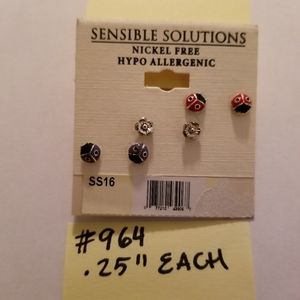 SENSIBLE SOLUTIONS
NICKEL FREE
HYPO ALLERGENIC
SS16
#964
.25" EACH